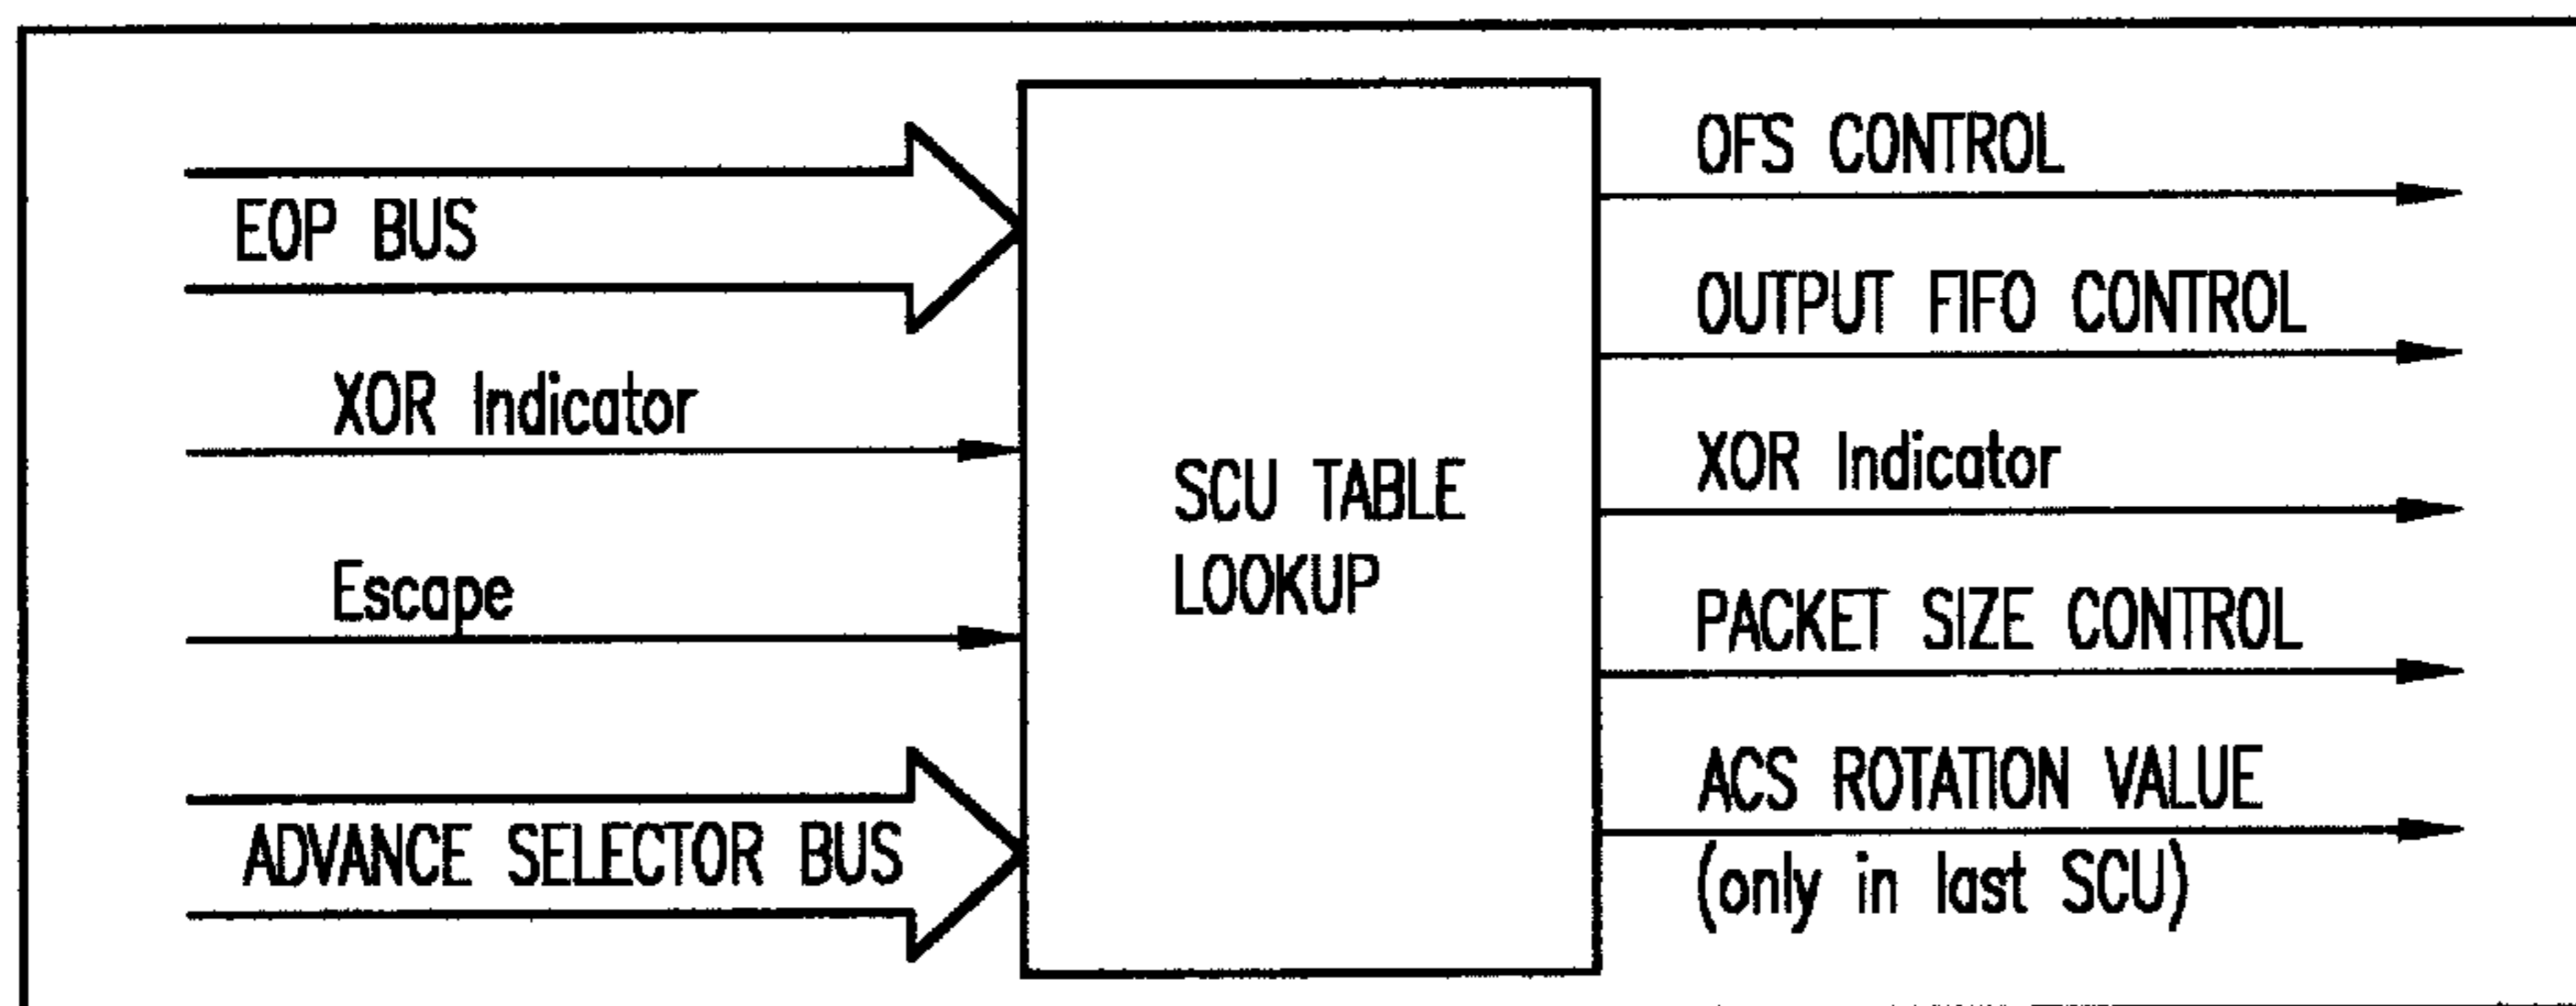 EOP BUS
XOR Indicator
Escape
ADVANCE SELECTOR BUS
SCU TABLE
LOOKUP
OFS CONTROL
OUTPUT FIFO CONTROL
XOR Indicator
PACKET SIZE CONTROL
ACS ROTATION VALUE
(only in last SCU)